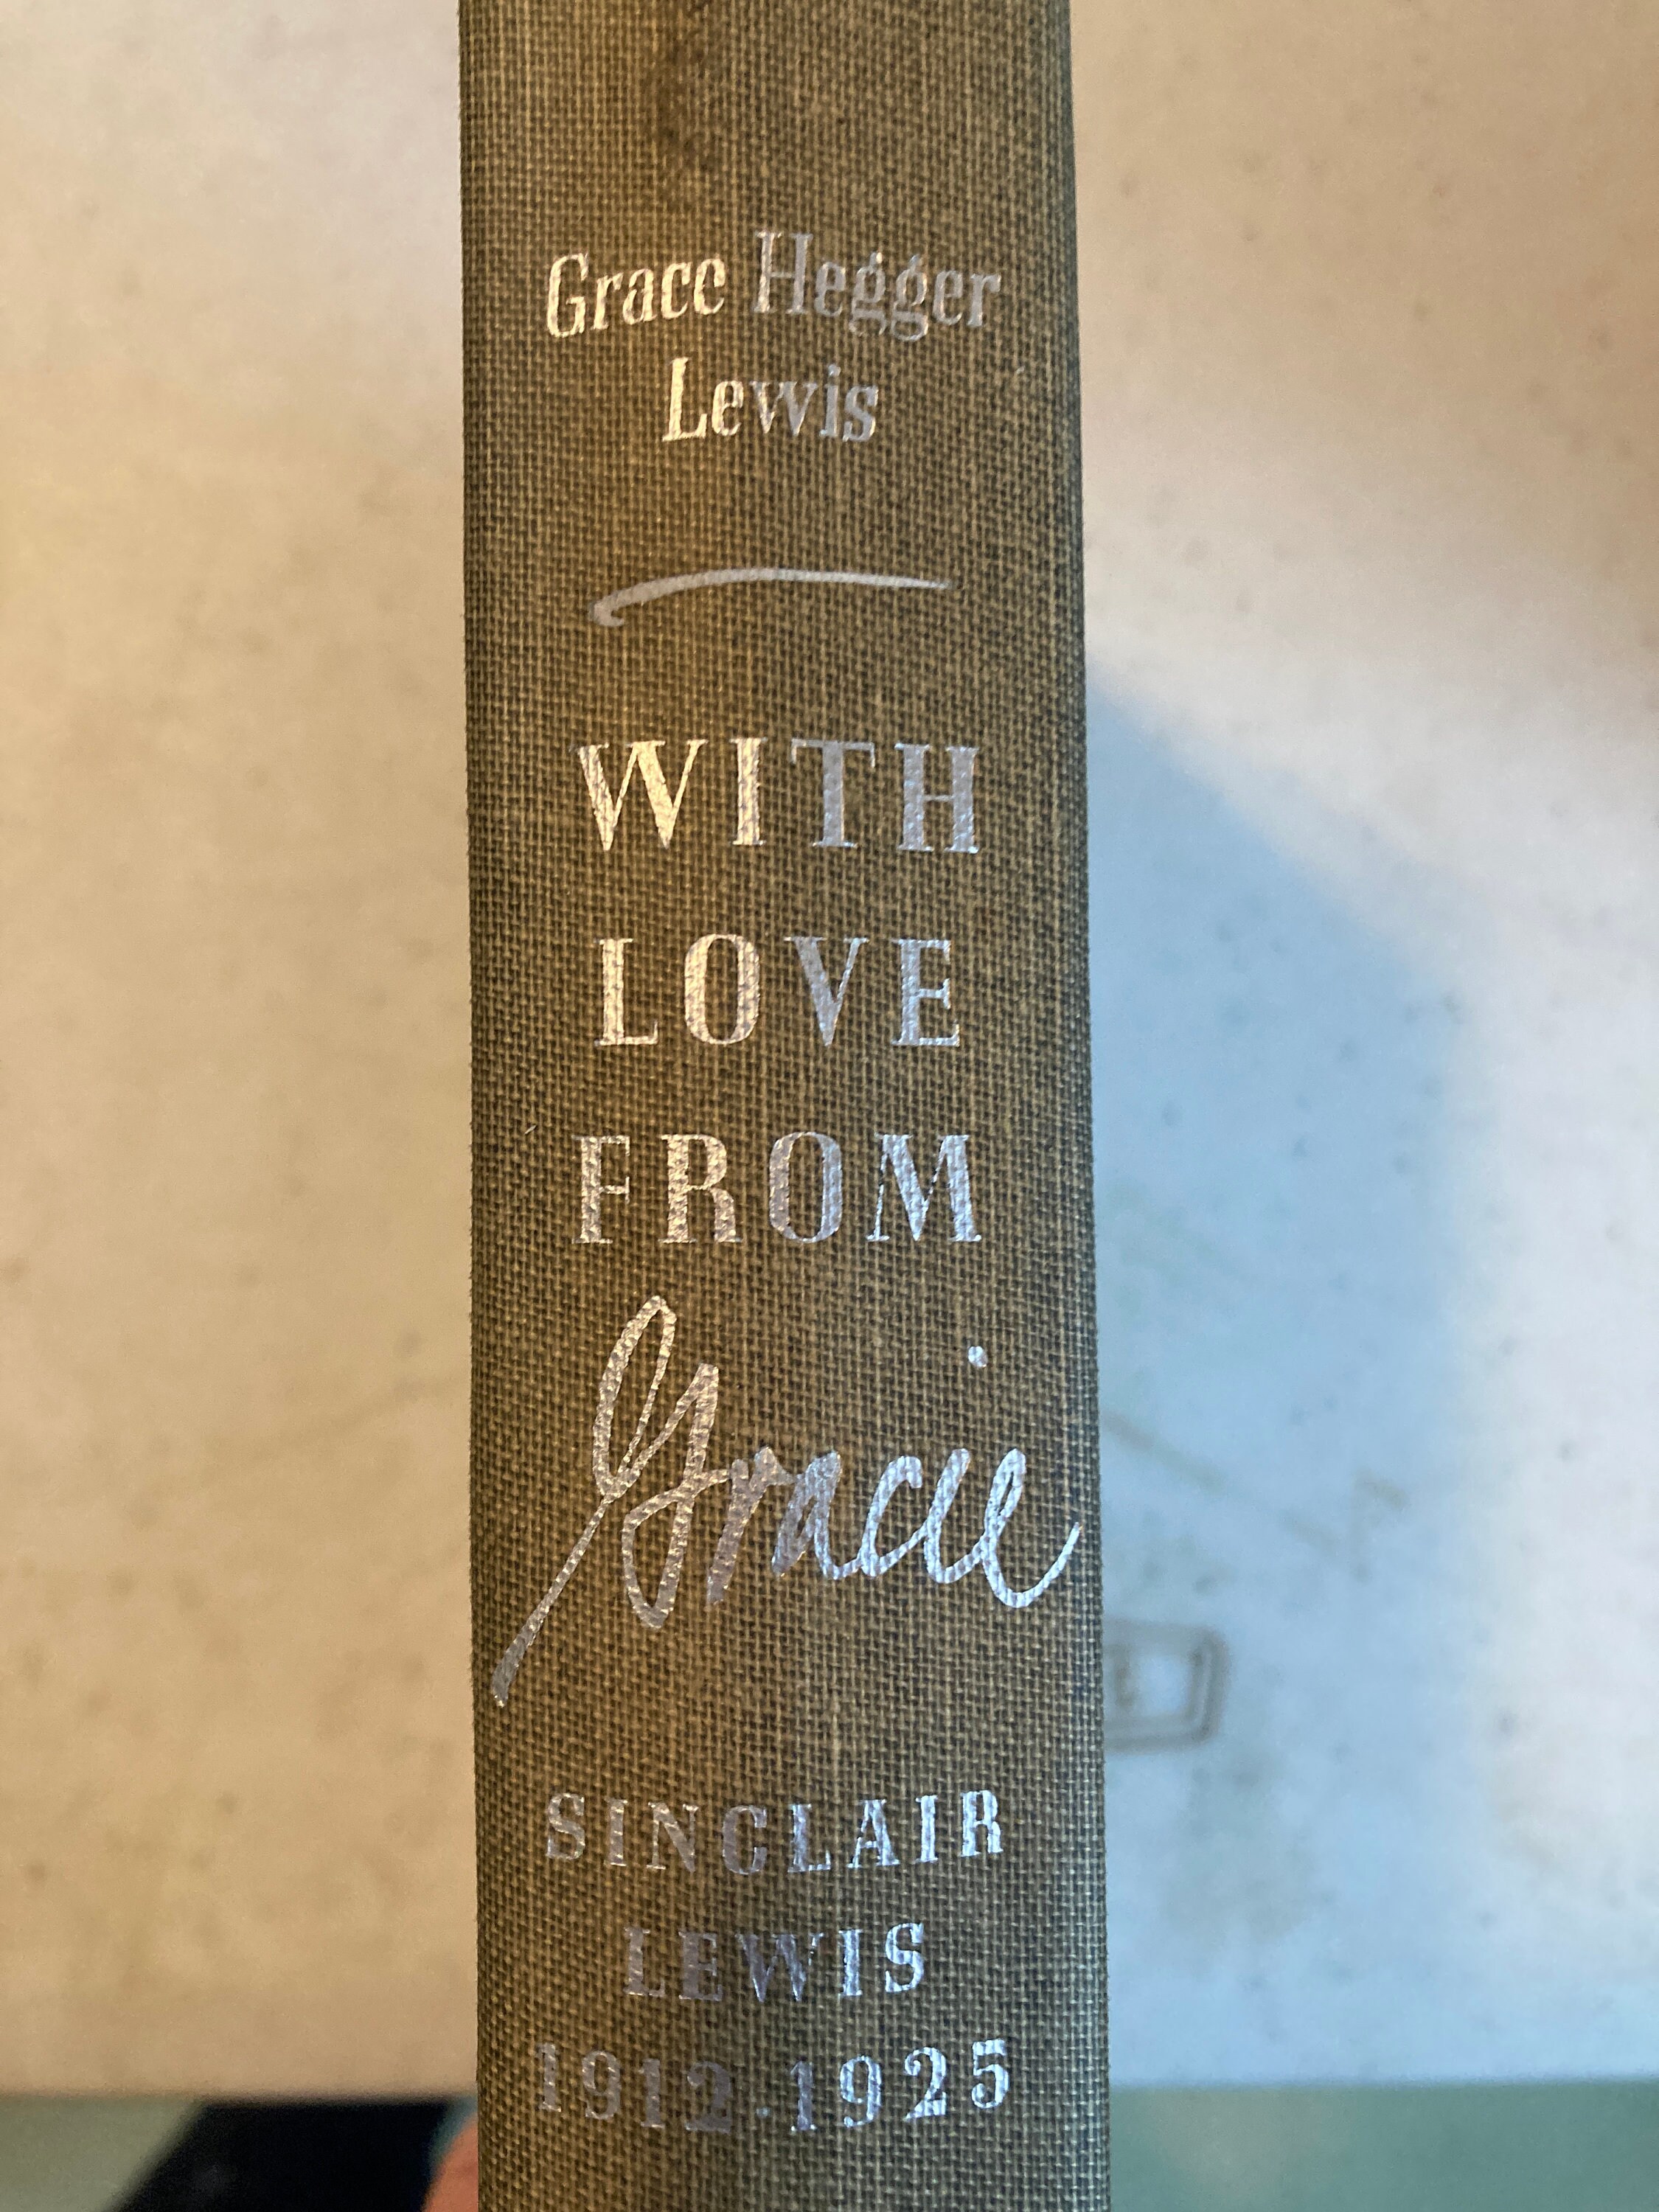 Grace Hegger
Lewis
WITH
LOVE
FROM
Gracie
SINCLAIR
LEWIS
1912-1925